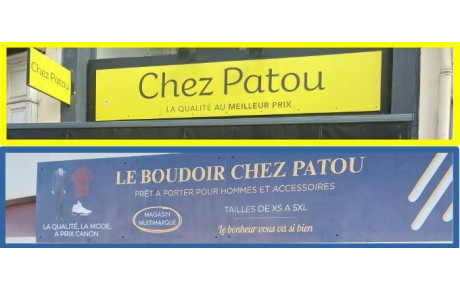 Chez Patou
Chez Patou
LA QUALITÉ AU MEILLEUR PRIX
LE BOUDOIR CHEZ PATOU
PRÊT A PORTER POUR HOMMES ET ACCESSOIRES
MAGASIN
MULTIMARQUE
TAILLES DE XS A 5XL
LA QUALITÉ, LA MODE,
À PRIX CANON
Le bonheur vous va si bien